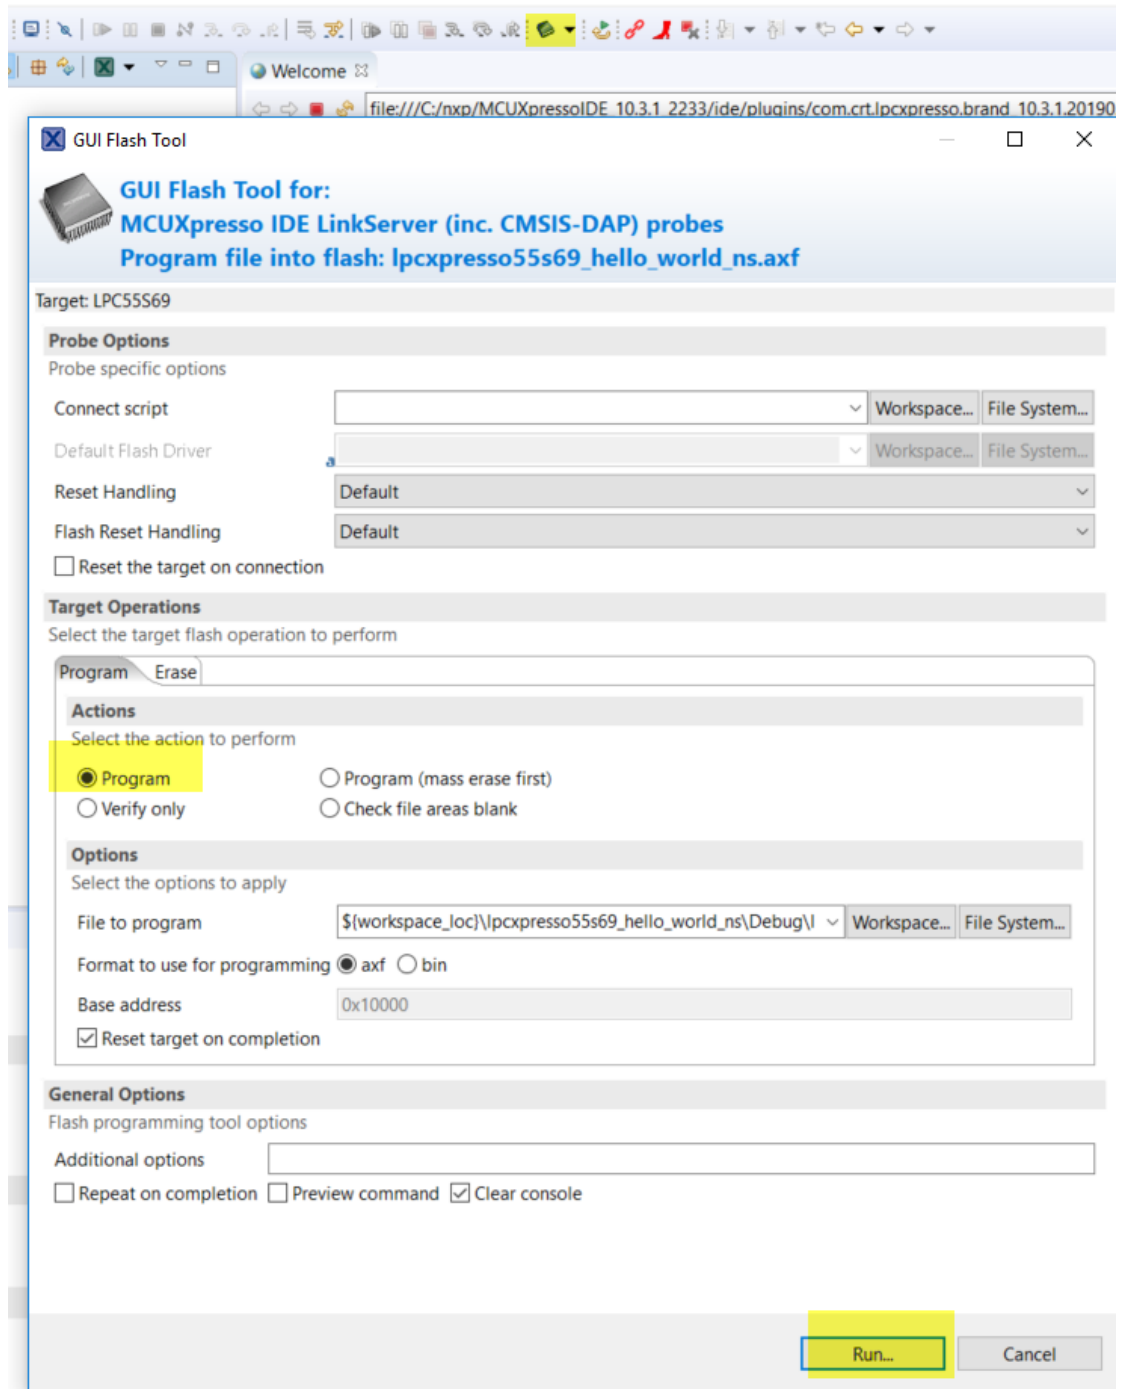 Welcome
file:///C:/nxp/MCUXpressoIDE_10.3.1_2233/ide/plugins/com.crt.lpcxpresso.brand_10.3.1.20190
GUI Flash Tool
GUI Flash Tool for:
MCUXpresso IDE LinkServer (inc. CMSIS-DAP) probes
Program file into flash: lpcxpresso55s69_hello_world_ns.axf
Target: LPC55S69
Probe Options
Probe specific options
Connect script Workspace... File System...
Default Flash Driver Workspace... File System...
Reset Handling Default
Flash Reset Handling Default
Reset the target on connection
Target Operations
Select the target flash operation to perform
Program Erase
Actions
Select the action to perform
Program Program (mass erase first)
Verify only Check file areas blank
Options
Select the options to apply
File to program ${workspace_loc}\lpcxpresso55s69_hello_world_ns\Debug\l Workspace... File System...
Format to use for programming axf bin
Base address 0x10000
Reset target on completion
General Options
Flash programming tool options
Additional options
Repeat on completion Preview command Clear console
Run... Cancel